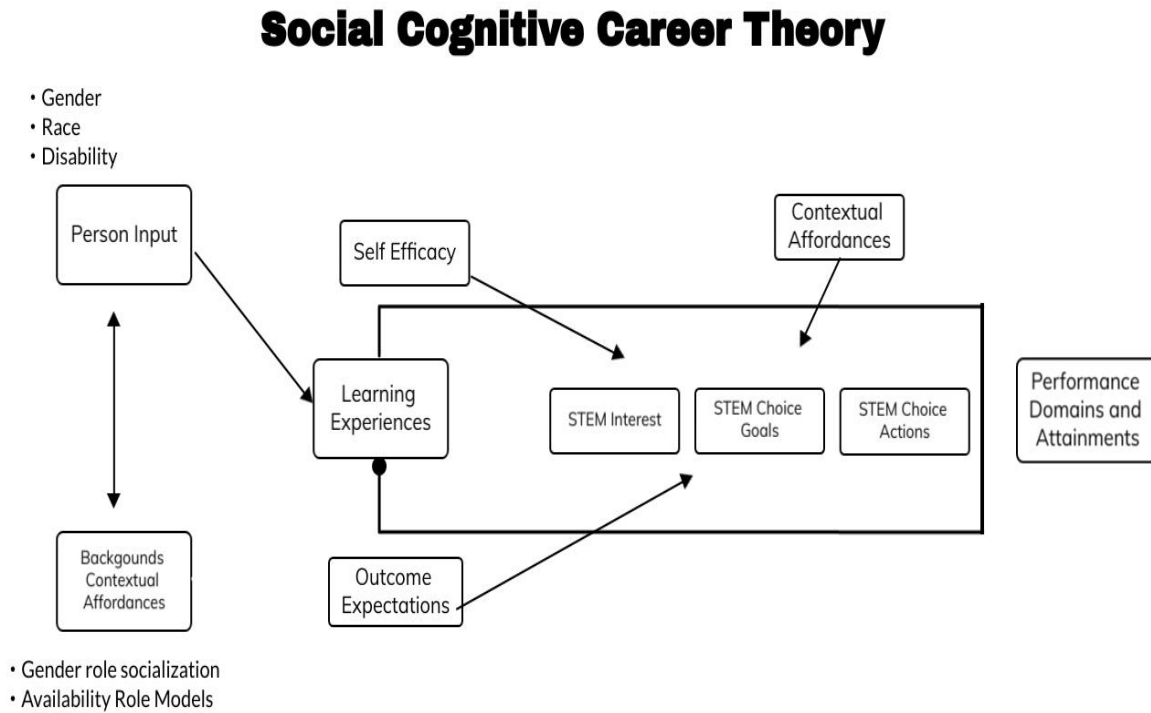 Social Cognitive Career Theory
• Gender
• Race
• Disability
Person Input
Self Efficacy
Contextual
Affordances
Learning
Experiences
STEM Interest
STEM Choice
Goals
STEM Choice
Actions
Performance
Domains and
Attainments
Backgounds
Contextual
Affordances
Outcome
Expectations
• Gender role socialization
• Availability Role Models